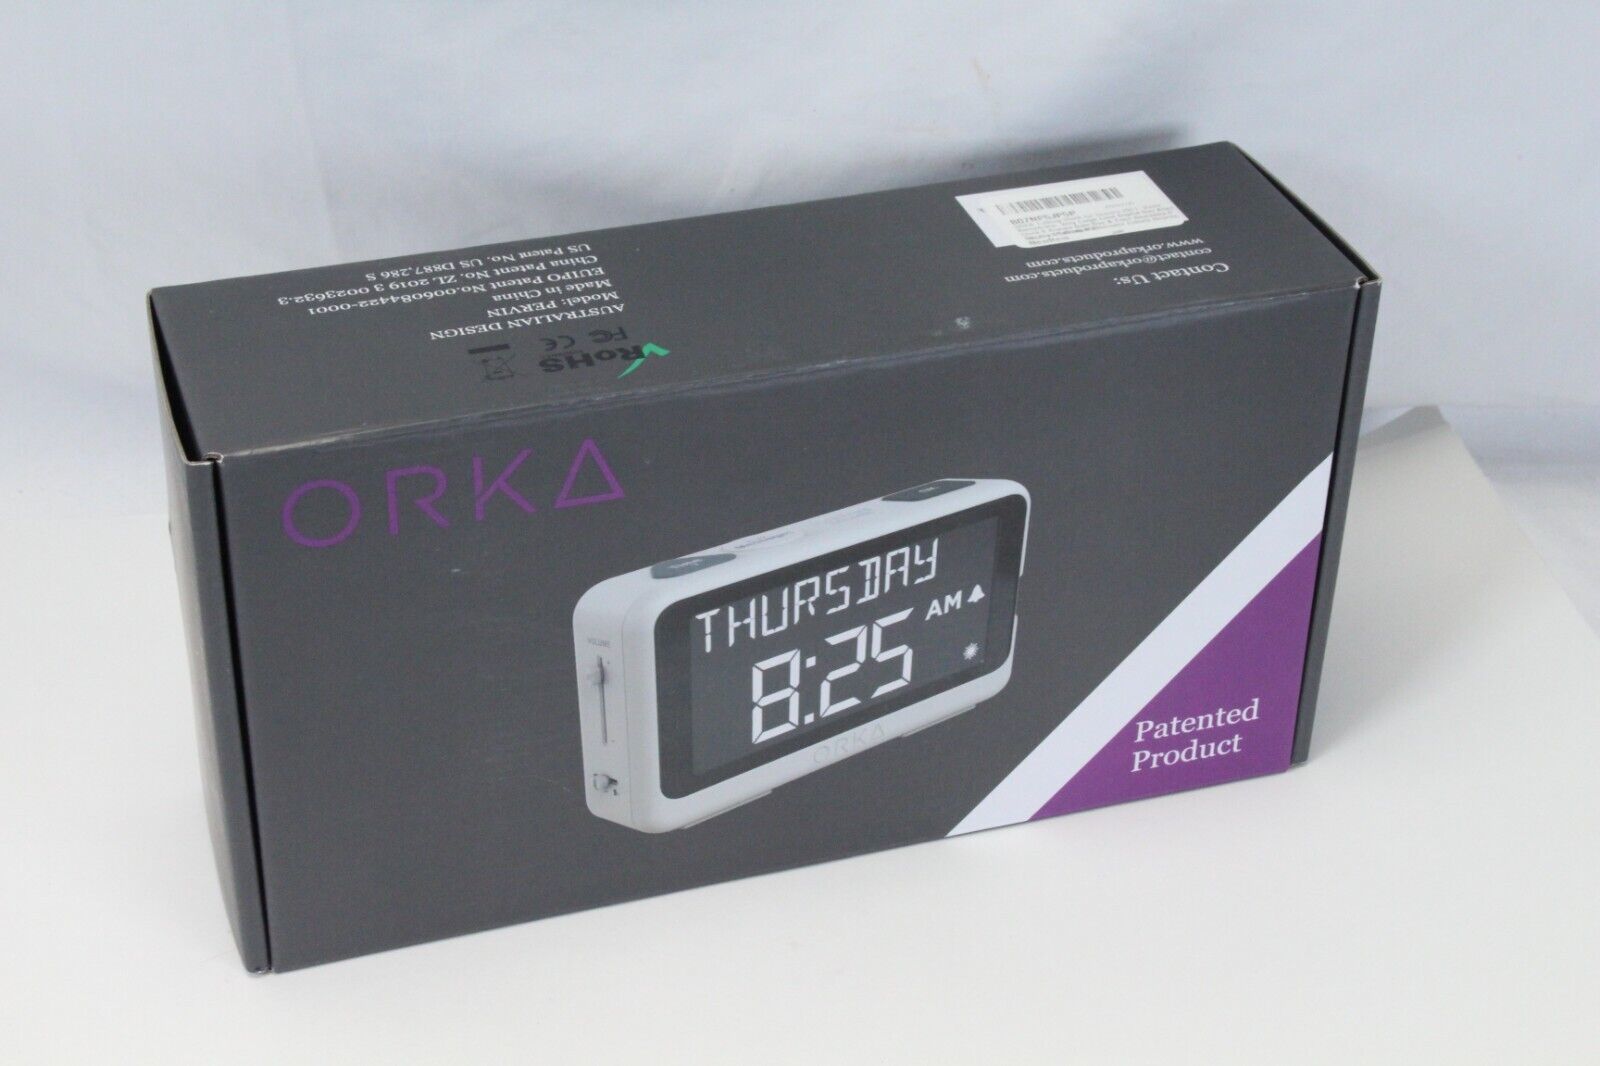 AUSTRALIAN DESIGN
Model: PERVIN
Made in China
EUIPO Patent No.006084422-0001
China Patent No. ZL 2019 3 0023632.3
US Patent No. US D887,286 S
RoHS
FC CE
Contact Us:
contact@orkaproducts.com
www.orkaproducts.com
ORKA
VOLUME
THURSDAY
8:25 AM
ORKA
Patented
Product